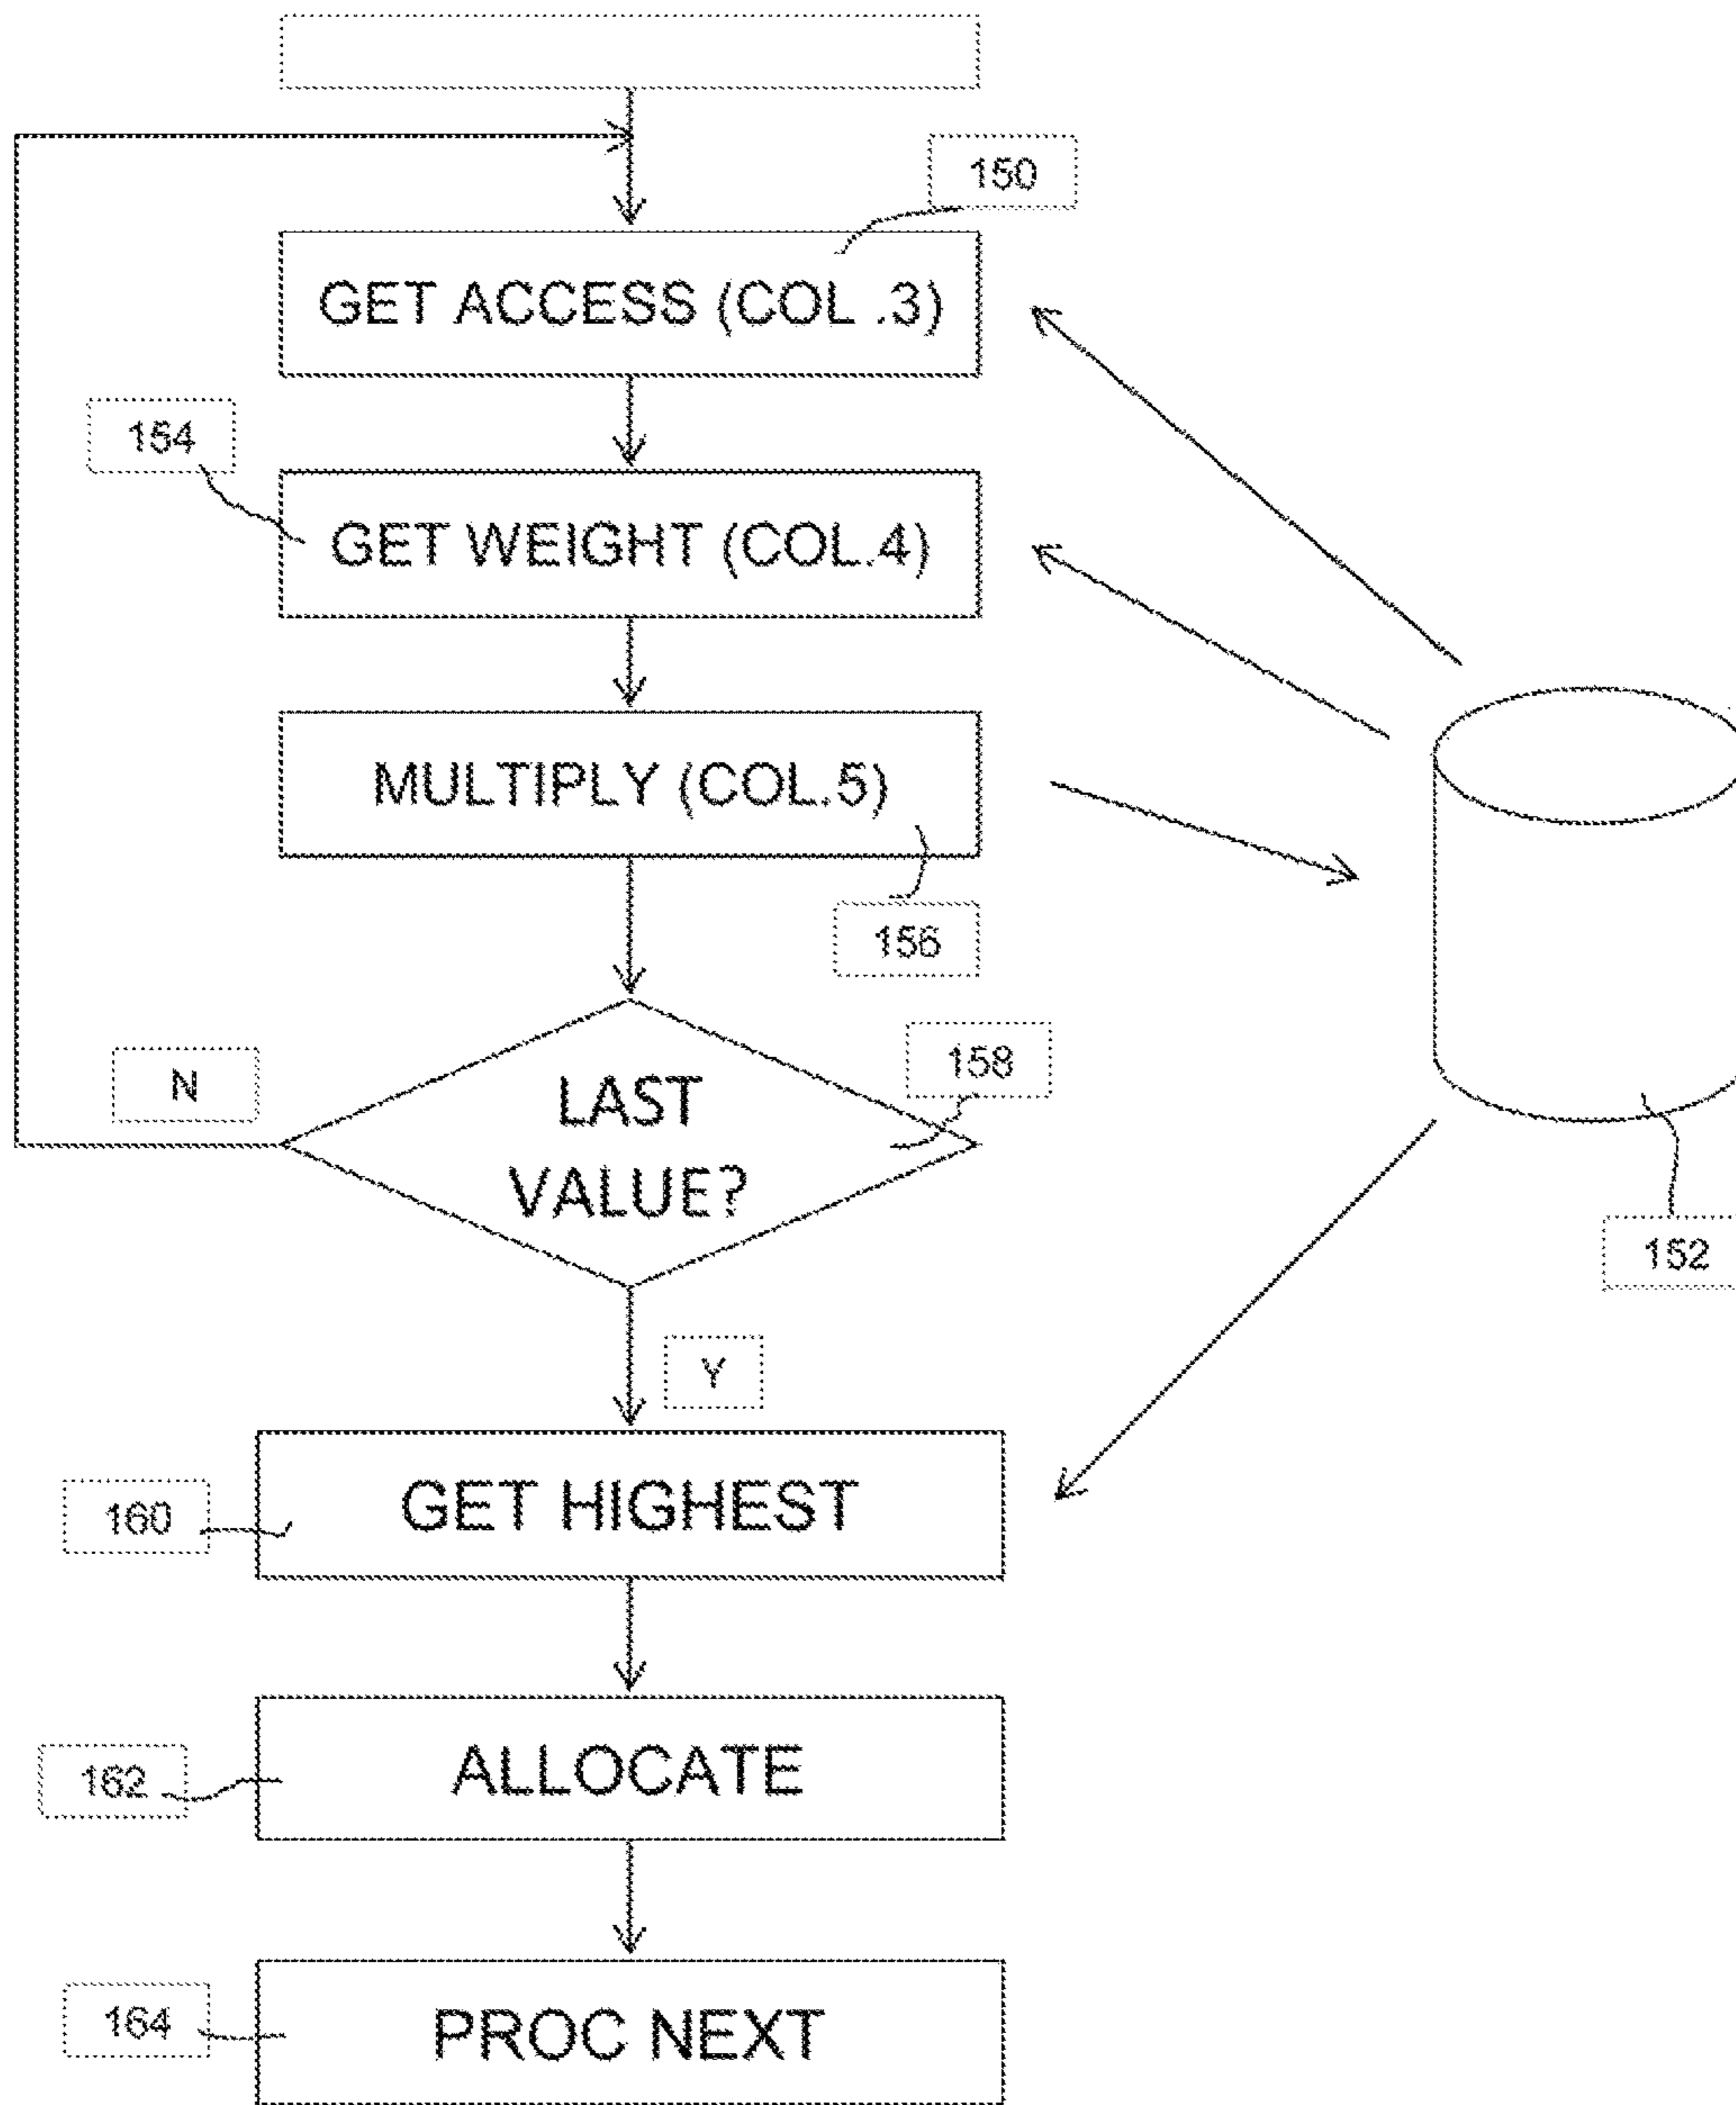 150
GET ACCESS (COL .3)
154
GET WEIGHT (COL.4)
MULTIPLY (COL.5)
156
N
LAST
VALUE?
158
152
Y
160
GET HIGHEST
162
ALLOCATE
164
PROC NEXT